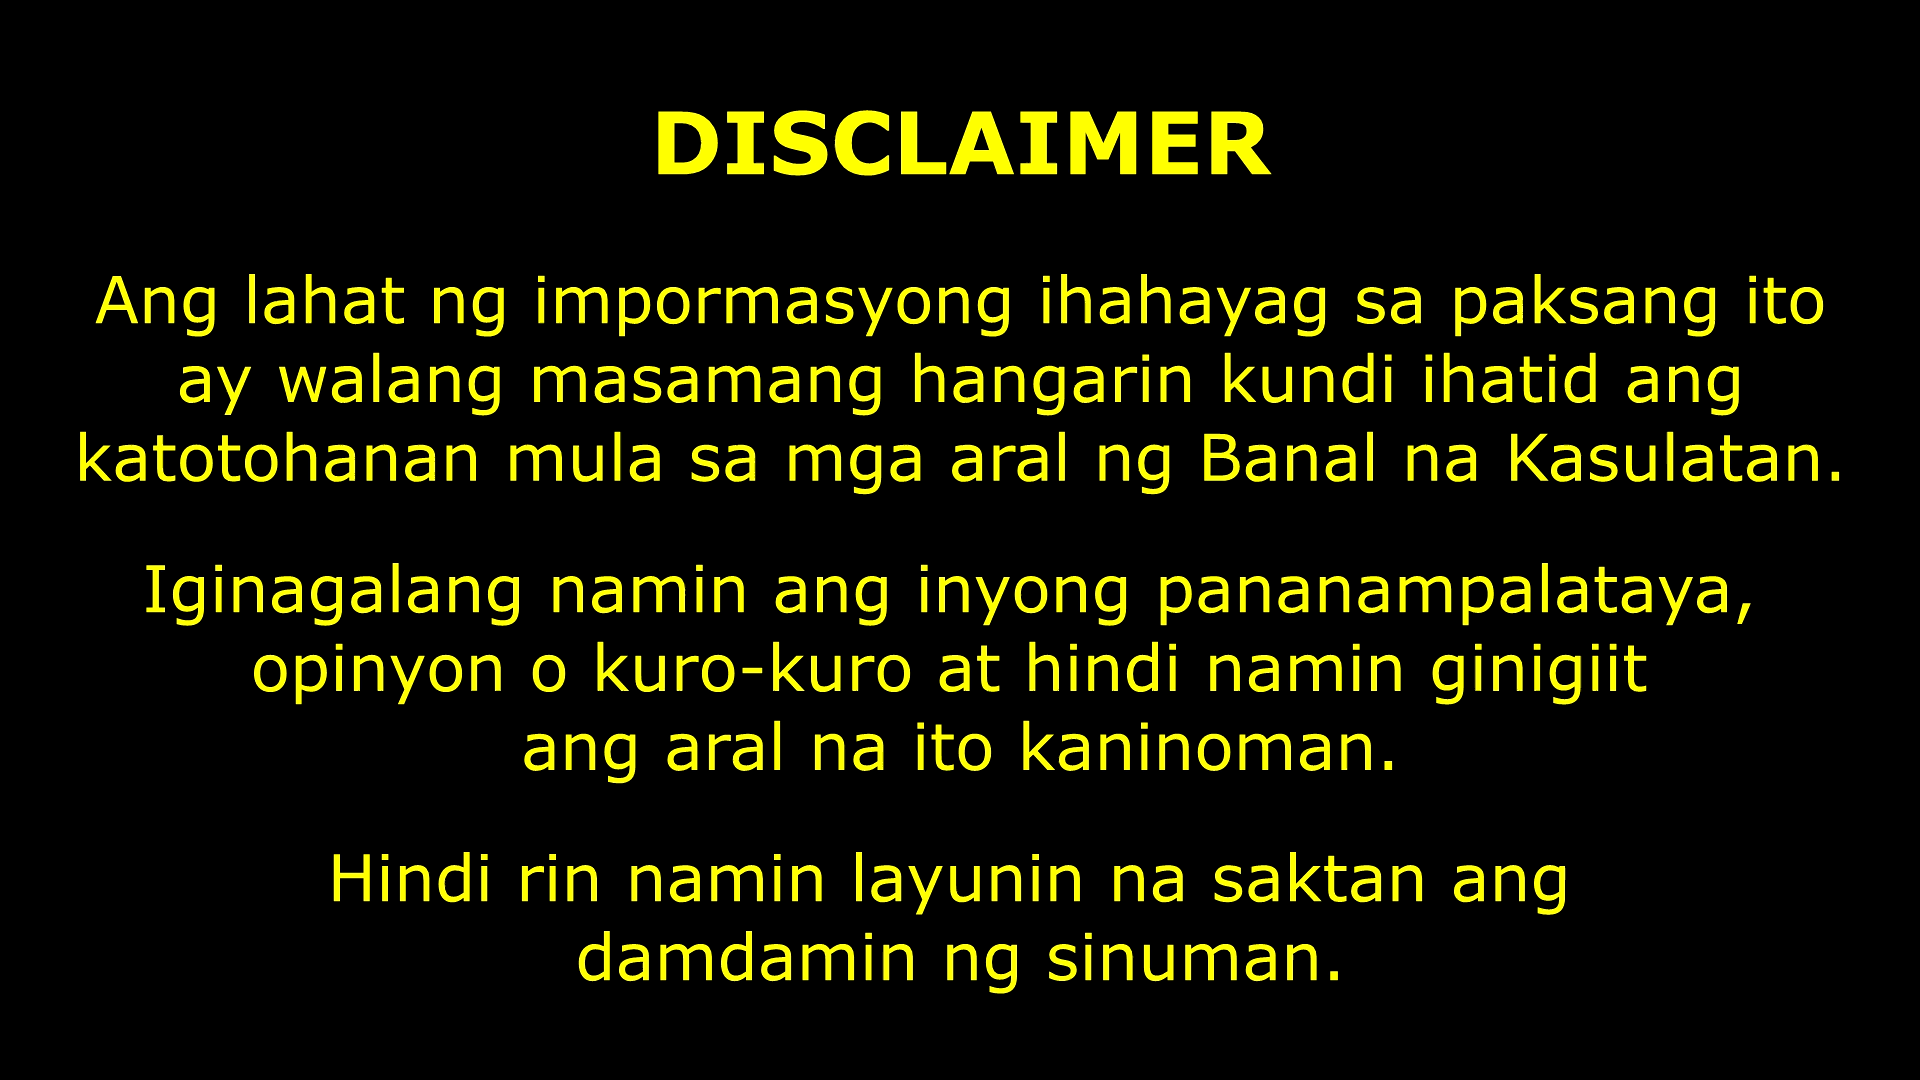 DISCLAIMER
Ang lahat ng impormasyong ihahayag sa paksang ito
ay walang masamang hangarin kundi ihatid ang
katotohanan mula sa mga aral ng Banal na Kasulatan.
Iginagalang namin ang inyong pananampalataya,
opinyon o kuro-kuro at hindi namin ginigiit
ang aral na ito kaninoman.
Hindi rin namin layunin na saktan ang
damdamin ng sinuman.